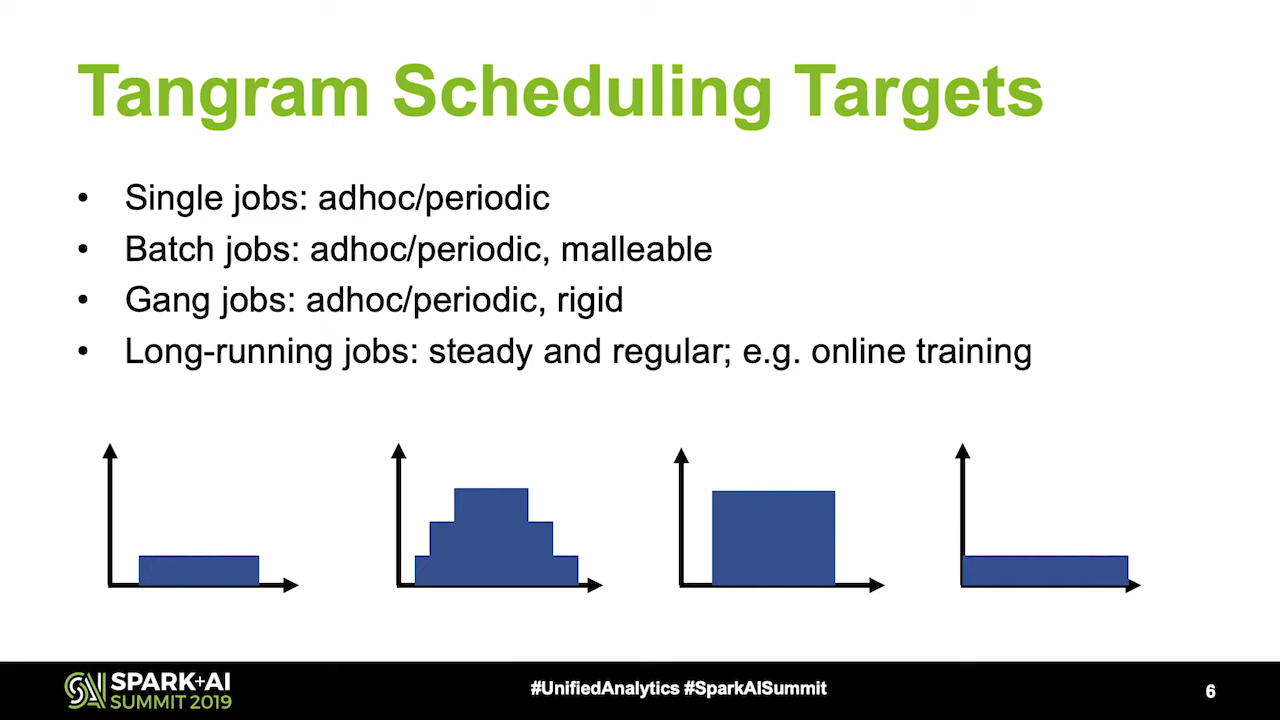 Tangram Scheduling Targets
• Single jobs: adhoc/periodic
• Batch jobs: adhoc/periodic, malleable
• Gang jobs: adhoc/periodic, rigid
• Long-running jobs: steady and regular; e.g. online training
SPARK+AI
SUMMIT 2019
#UnifiedAnalytics #SparkAISummit
6